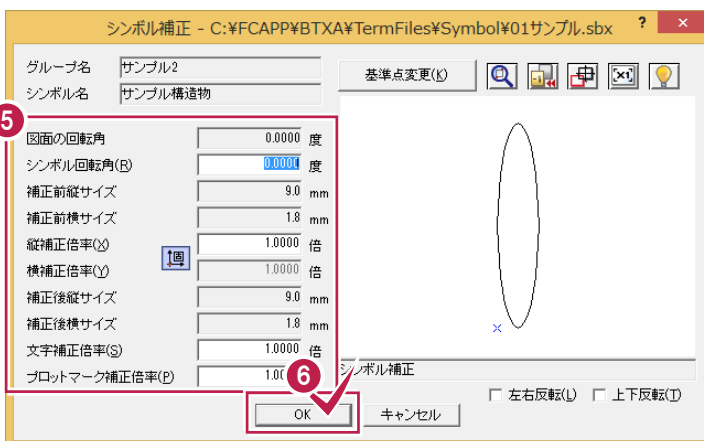 シンボル補正 - C:¥FCAPP¥BTXA¥TermFiles¥Symbol¥01サンプル.sbx ? ×
グループ名 サンプル2
シンボル名 サンプル構造物
基準点変更(K)
5
図面の回転角 0.0000 度
シンボル回転角(R) 0.0000 度
補正前縦サイズ 9.0 mm
補正前横サイズ 1.8 mm
縦補正倍率(X) 1.0000 倍
固
横補正倍率(Y) 1.0000 倍
補正後縦サイズ 9.0 mm
補正後横サイズ 1.8 mm
文字補正倍率(S) 1.0000 倍
プロットマーク補正倍率(P)
6
シンボル補正
左右反転(L) 上下反転(T)
OK キャンセル